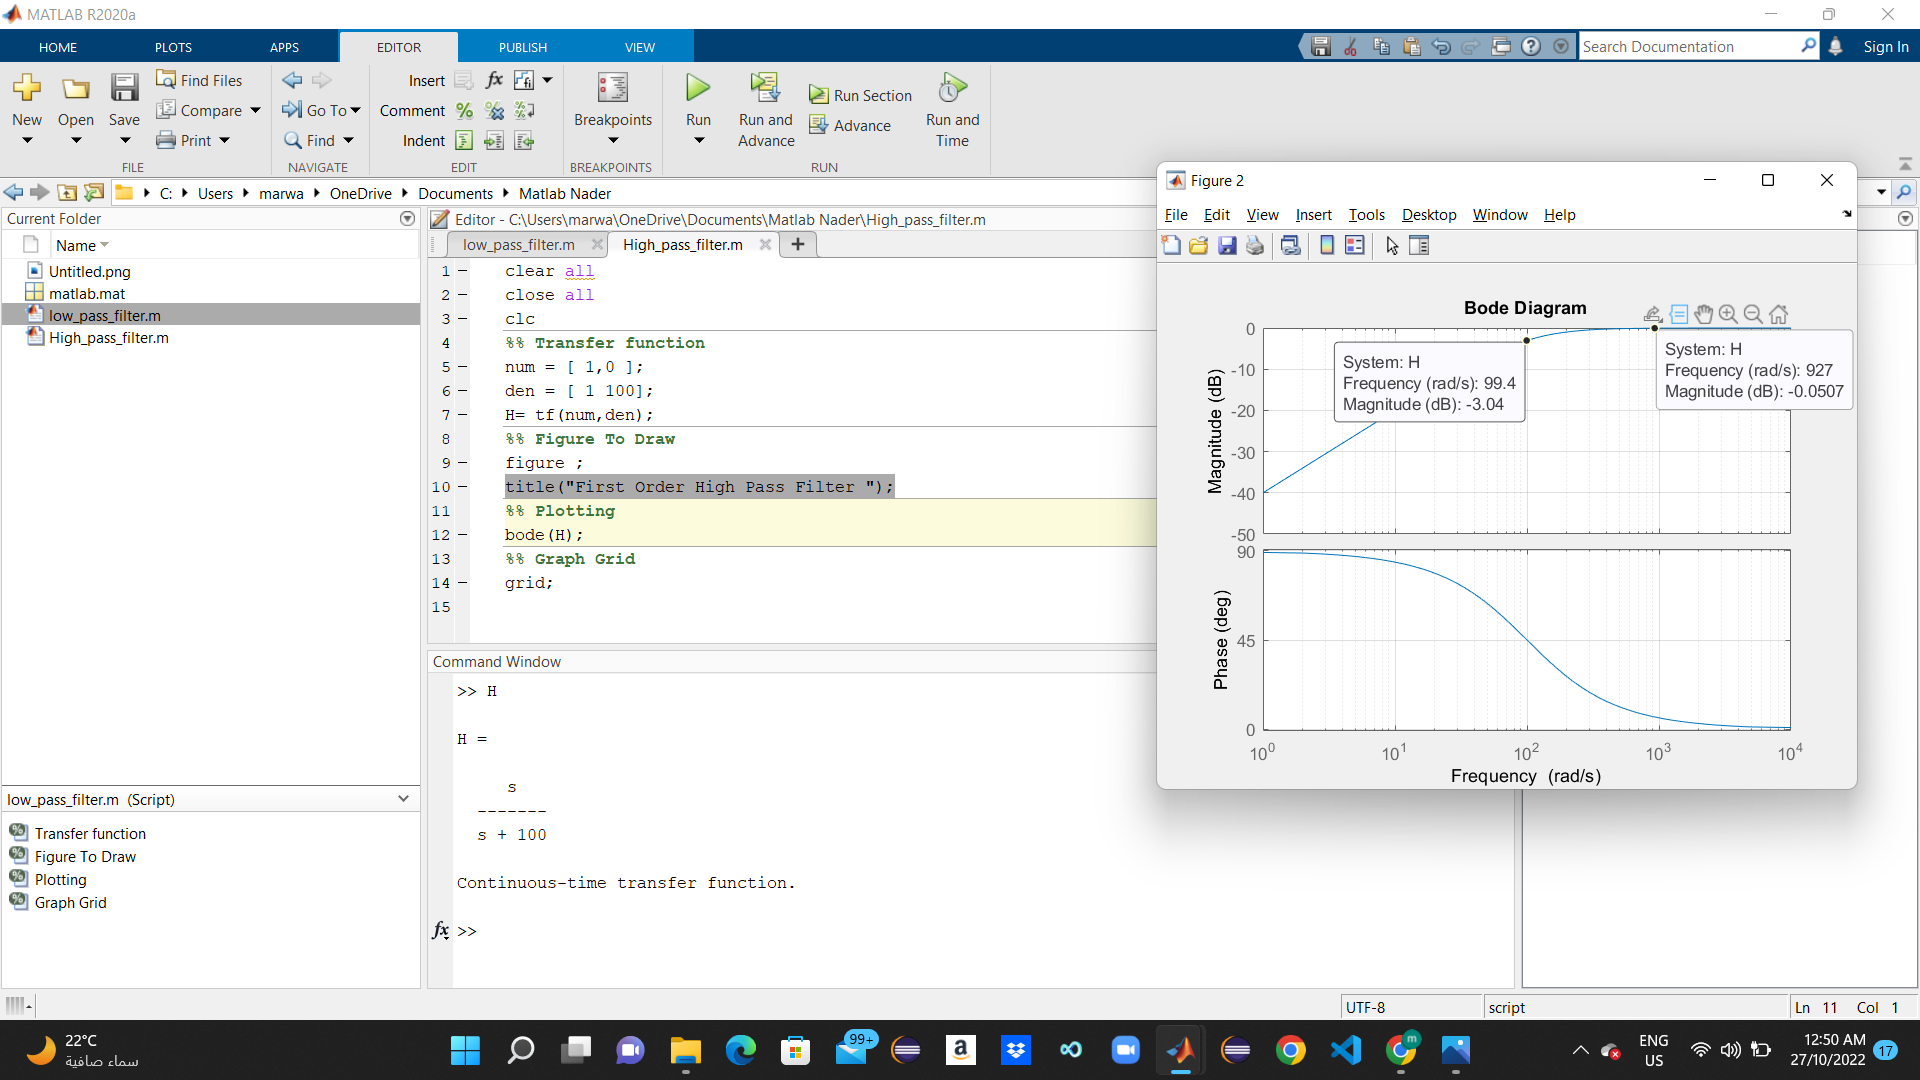 MATLAB R2020a
HOME PLOTS APPS EDITOR PUBLISH VIEW
Search Documentation
Sign In
New Open Save
Find Files
Compare
Print
Go To
Find
Insert fx
Comment
Indent
Breakpoints
Run
Run and Advance
Run Section
Advance
Run and Time
FILE NAVIGATE EDIT BREAKPOINTS RUN
C: Users marwa OneDrive Documents Matlab Nader
Current Folder
Name
Untitled.png
matlab.mat
low_pass_filter.m
High_pass_filter.m
low_pass_filter.m (Script)
Transfer function
Figure To Draw
Plotting
Graph Grid
Editor - C:\Users\marwa\OneDrive\Documents\Matlab Nader\High_pass_filter.m
low_pass_filter.m High_pass_filter.m
1 clear all
2 close all
3 clc
4 %% Transfer function
5 num = [ 1,0 ];
6 den = [ 1 100];
7 H= tf(num,den);
8 %% Figure To Draw
9 figure ;
10 title("First Order High Pass Filter ");
11 %% Plotting
12 bode(H);
13 %% Graph Grid
14 grid;
15
Command Window
>> H
H =
s
-------
s + 100
Continuous-time transfer function.
fx >>
Figure 2
File Edit View Insert Tools Desktop Window Help
Bode Diagram
System: H
Frequency (rad/s): 99.4
Magnitude (dB): -3.04
System: H
Frequency (rad/s): 927
Magnitude (dB): -0.0507
Magnitude (dB)
0
-10
-20
-30
-40
-50
Phase (deg)
90
45
0
10^0 10^1 10^2 10^3 10^4
Frequency (rad/s)
UTF-8 script Ln 11 Col 1
22°C
سماء صافية
99+
a
m
ENG
US
12:50 AM
27/10/2022
17